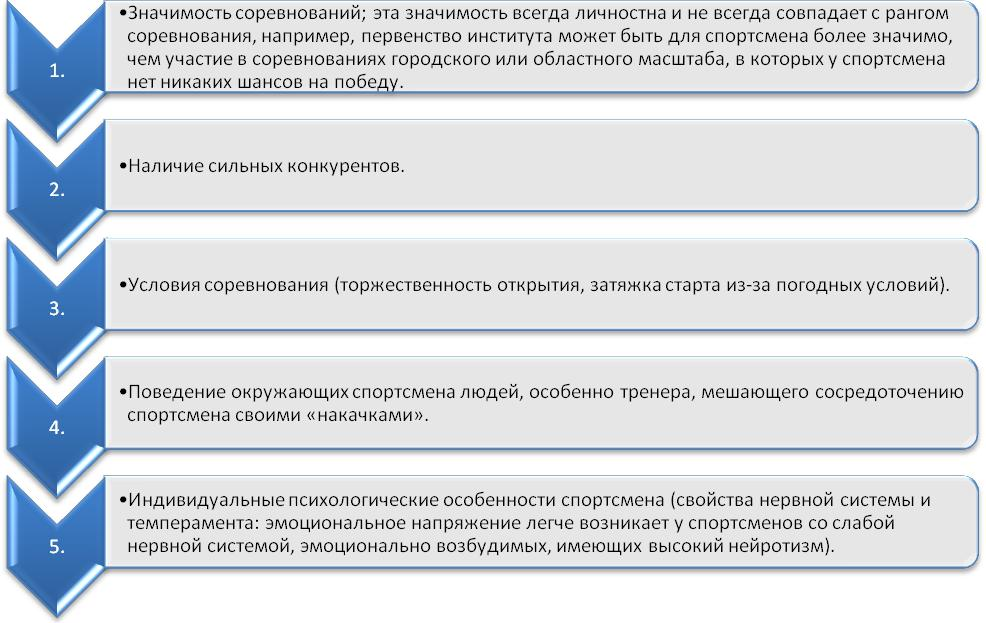 1.
•Значимость соревнований; эта значимость всегда личностна и не всегда совпадает с рангом
соревнования, например, первенство института может быть для спортсмена более значимо,
чем участие в соревнованиях городского или областного масштаба, в которых у спортсмена
нет никаких шансов на победу.
2.
•Наличие сильных конкурентов.
3.
•Условия соревнования (торжественность открытия, затяжка старта из-за погодных условий).
4.
•Поведение окружающих спортсмена людей, особенно тренера, мешающего сосредоточению
спортсмена своими «накачками».
5.
•Индивидуальные психологические особенности спортсмена (свойства нервной системы и
темперамента: эмоциональное напряжение легче возникает у спортсменов со слабой
нервной системой, эмоционально возбудимых, имеющих высокий нейротизм).